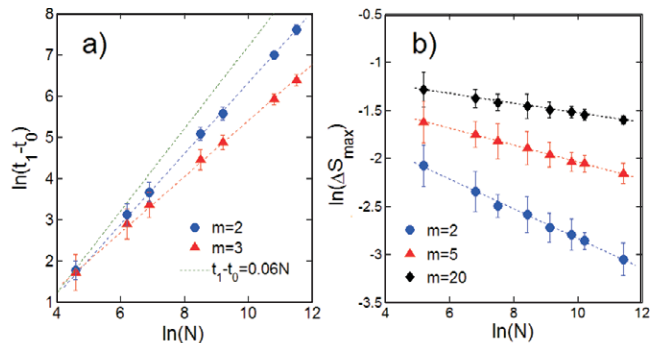 a)
ln(t₁-t₀)
8
7
6
5
4
3
2
1
4 6 8 10 12
ln(N)
m=2
m=3
t₁-t₀=0.06N
b)
ln(ΔSmax)
-0.5
-1
-1.5
-2
-2.5
-3
-3.5
4 6 8 10 12
ln(N)
m=2
m=5
m=20